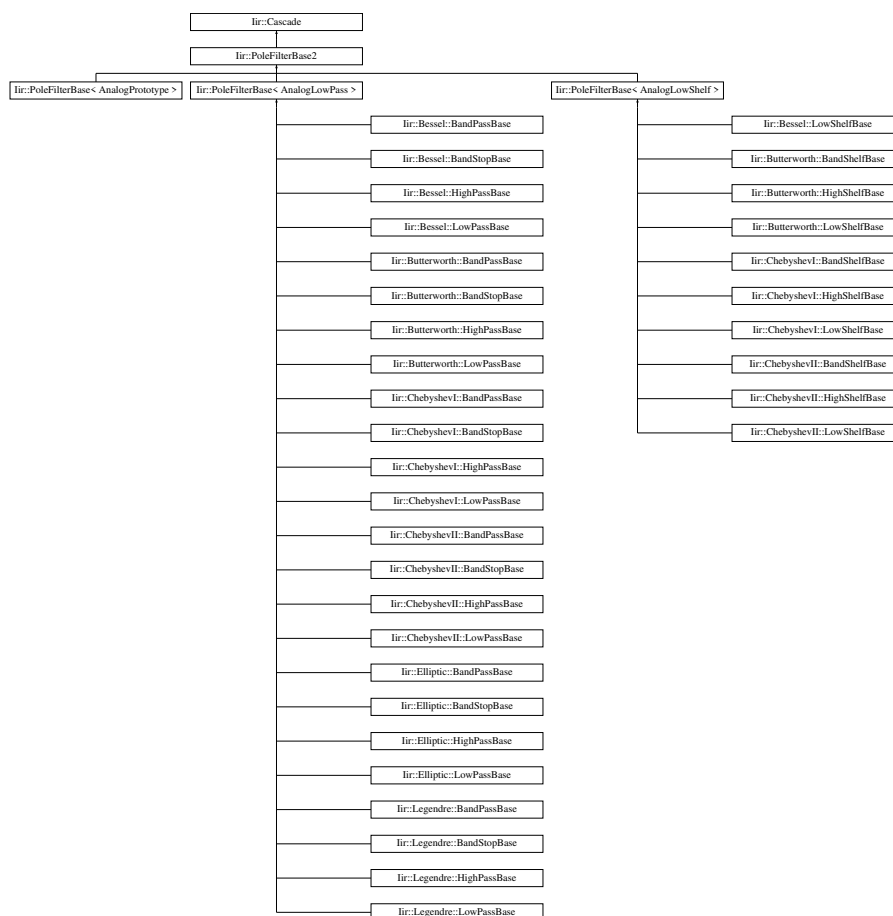 Iir::Cascade
Iir::PoleFilterBase2
Iir::PoleFilterBase< AnalogPrototype >
Iir::PoleFilterBase< AnalogLowPass >
Iir::PoleFilterBase< AnalogLowShelf >
Iir::Bessel::BandPassBase
Iir::Bessel::BandStopBase
Iir::Bessel::HighPassBase
Iir::Bessel::LowPassBase
Iir::Butterworth::BandPassBase
Iir::Butterworth::BandStopBase
Iir::Butterworth::HighPassBase
Iir::Butterworth::LowPassBase
Iir::ChebyshevI::BandPassBase
Iir::ChebyshevI::BandStopBase
Iir::ChebyshevI::HighPassBase
Iir::ChebyshevI::LowPassBase
Iir::ChebyshevII::BandPassBase
Iir::ChebyshevII::BandStopBase
Iir::ChebyshevII::HighPassBase
Iir::ChebyshevII::LowPassBase
Iir::Elliptic::BandPassBase
Iir::Elliptic::BandStopBase
Iir::Elliptic::HighPassBase
Iir::Elliptic::LowPassBase
Iir::Legendre::BandPassBase
Iir::Legendre::BandStopBase
Iir::Legendre::HighPassBase
Iir::Legendre::LowPassBase
Iir::Bessel::LowShelfBase
Iir::Butterworth::BandShelfBase
Iir::Butterworth::HighShelfBase
Iir::Butterworth::LowShelfBase
Iir::ChebyshevI::BandShelfBase
Iir::ChebyshevI::HighShelfBase
Iir::ChebyshevI::LowShelfBase
Iir::ChebyshevII::BandShelfBase
Iir::ChebyshevII::HighShelfBase
Iir::ChebyshevII::LowShelfBase